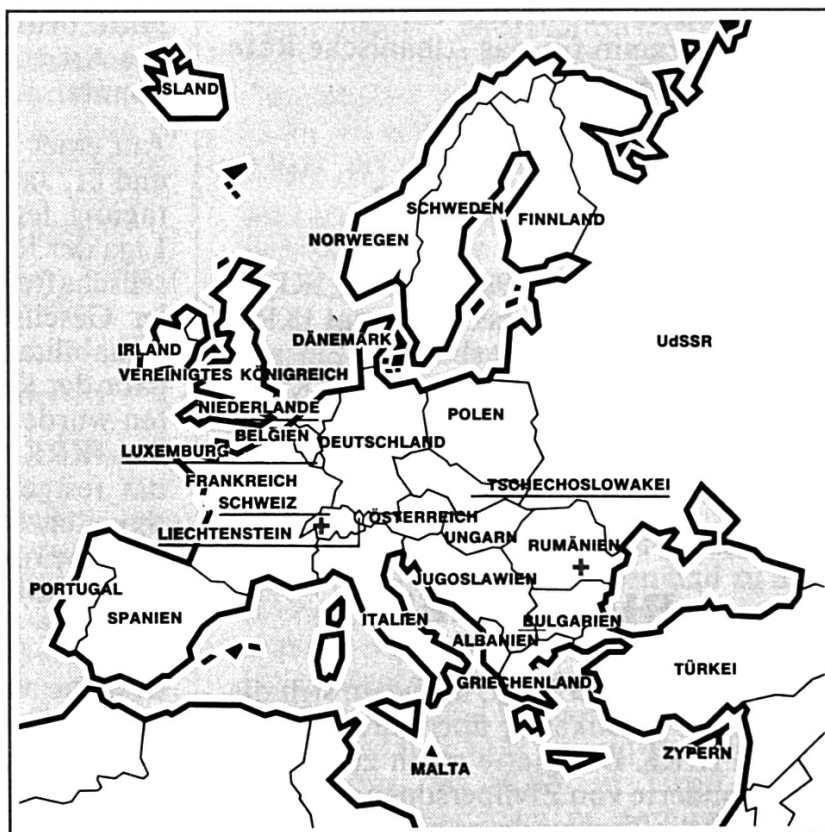 ISLAND
SCHWEDEN
FINNLAND
NORWEGEN
DÄNEMARK
UdSSR
IRLAND
VEREINIGTES KÖNIGREICH
NIEDERLANDE
POLEN
BELGIEN
DEUTSCHLAND
LUXEMBURG
FRANKREICH
TSCHECHOSLOWAKEI
SCHWEIZ
ÖSTERREICH
LIECHTENSTEIN
UNGARN
RUMÄNIEN
JUGOSLAWIEN
PORTUGAL
SPANIEN
ITALIEN
BULGARIEN
ALBANIEN
TÜRKEI
GRIECHENLAND
ZYPERN
MALTA